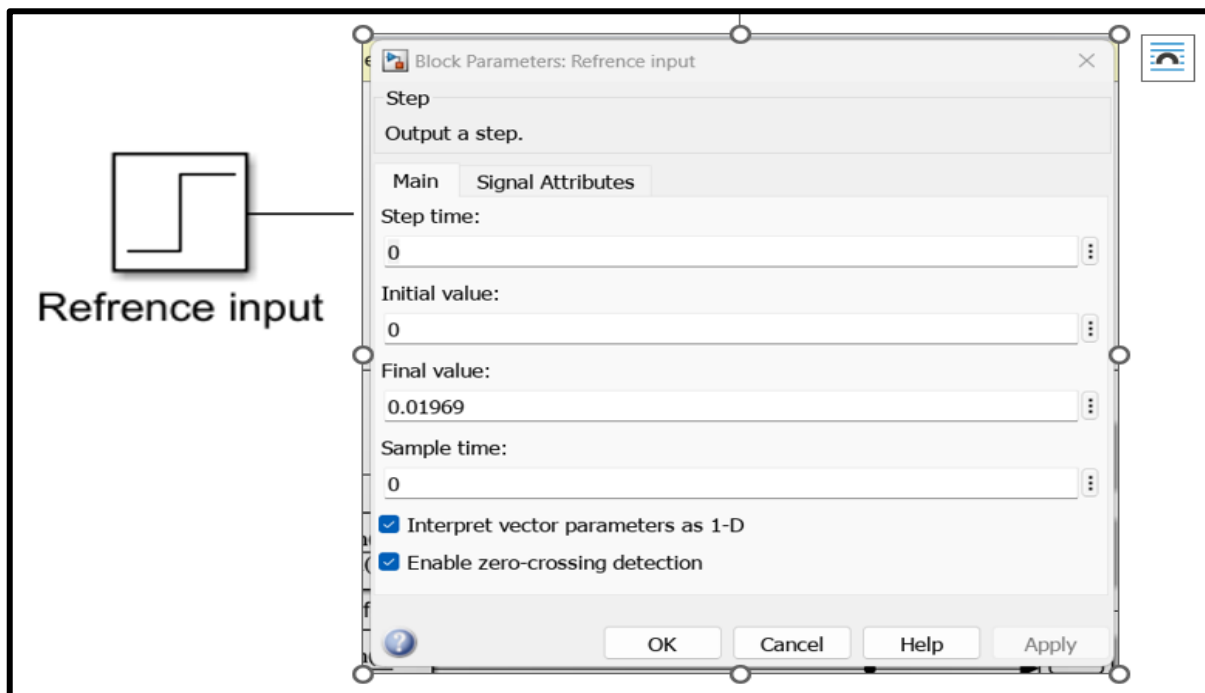 Refrence input
Block Parameters: Refrence input
Step
Output a step.
Main
Signal Attributes
Step time:
0
Initial value:
0
Final value:
0.01969
Sample time:
0
Interpret vector parameters as 1-D
Enable zero-crossing detection
?
OK
Cancel
Help
Apply